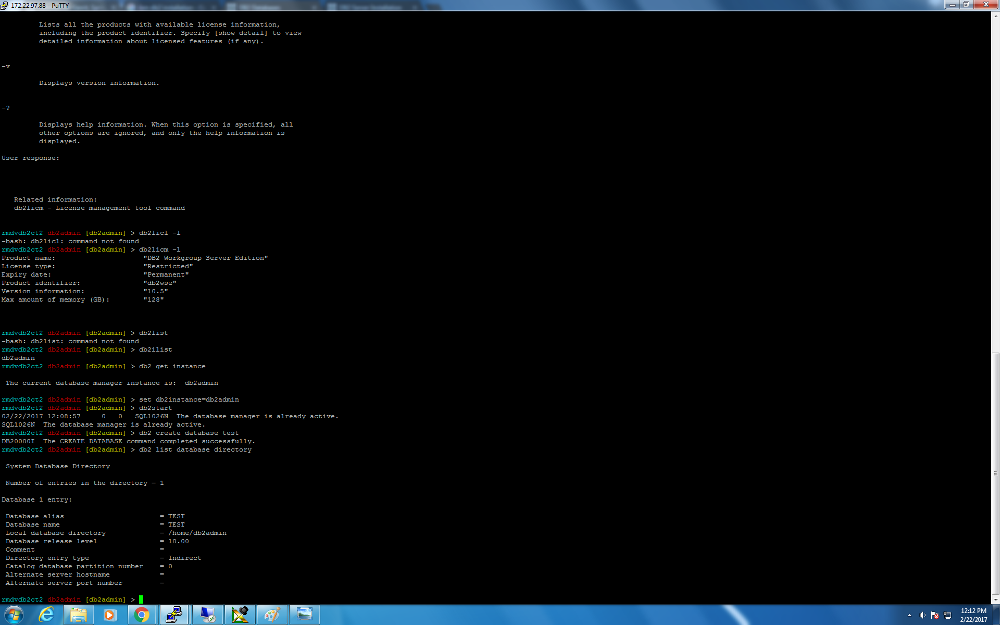 172.22.97.88 - PuTTY
Lists all the products with available license information,
including the product identifier. Specify [show detail] to view
detailed information about licensed features (if any).
-v
Displays version information.
-?
Displays help information. When this option is specified, all
other options are ignored, and only the help information is
displayed.
User response:
Related information:
db2licm - License management tool command
rmdvdb2ct2 db2admin [db2admin] > db2licl -l
-bash: db2licl: command not found
rmdvdb2ct2 db2admin [db2admin] > db2licm -l
Product name: "DB2 Workgroup Server Edition"
License type: "Restricted"
Expiry date: "Permanent"
Product identifier: "db2wse"
Version information: "10.5"
Max amount of memory (GB): "128"
rmdvdb2ct2 db2admin [db2admin] > db2list
-bash: db2list: command not found
rmdvdb2ct2 db2admin [db2admin] > db2ilist
db2admin
rmdvdb2ct2 db2admin [db2admin] > db2 get instance
The current database manager instance is: db2admin
rmdvdb2ct2 db2admin [db2admin] > set db2instance=db2admin
rmdvdb2ct2 db2admin [db2admin] > db2start
02/22/2017 12:08:57 0 0 SQL1026N The database manager is already active.
SQL1026N The database manager is already active.
rmdvdb2ct2 db2admin [db2admin] > db2 create database test
DB20000I The CREATE DATABASE command completed successfully.
rmdvdb2ct2 db2admin [db2admin] > db2 list database directory
System Database Directory
Number of entries in the directory = 1
Database 1 entry:
Database alias = TEST
Database name = TEST
Local database directory = /home/db2admin
Database release level = 10.00
Comment =
Directory entry type = Indirect
Catalog database partition number = 0
Alternate server hostname =
Alternate server port number =
rmdvdb2ct2 db2admin [db2admin] >
12:12 PM
2/22/2017